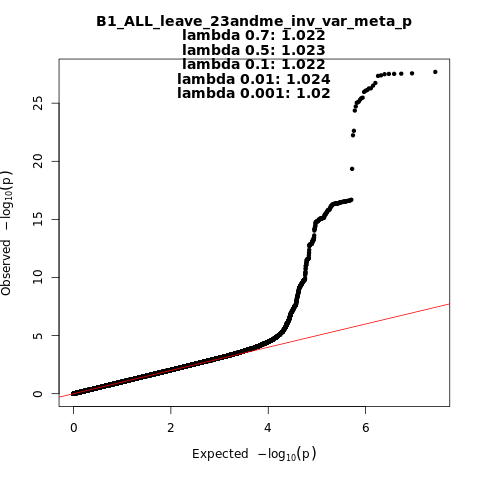 B1_ALL_leave_23andme_inv_var_meta_p
lambda 0.7: 1.022
lambda 0.5: 1.023
lambda 0.1: 1.022
lambda 0.01: 1.024
lambda 0.001: 1.02
25
20
15
10
5
0
Observed −log10(p)
0 2 4 6
Expected −log10(p)